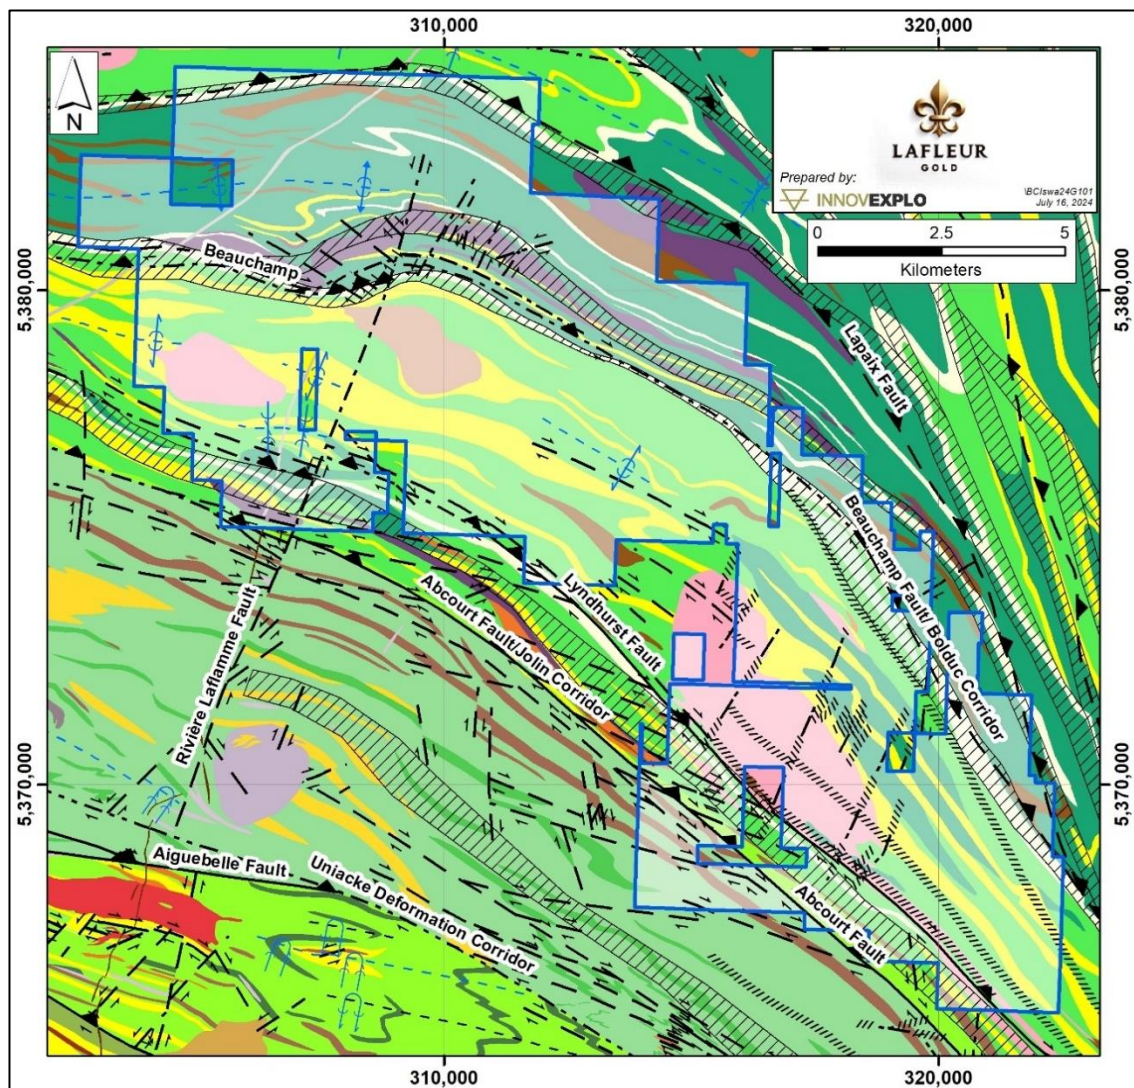 310,000
320,000
N
LAFLEUR
GOLD
Prepared by:
INNOVEXPLO
\BClswa24G101
July 16, 2024
0 2.5 5
Kilometers
5,380,000
5,380,000
Beauchamp
Lapaix Fault
Beauchamp Fault/ Bolduc Corridor
Lyndhurst Fault
Abcourt Fault/Jolin Corridor
Rivière Laflamme Fault
5,370,000
5,370,000
Aiguebelle Fault
Uniacke Deformation Corridor
Abcourt Fault
310,000
320,000